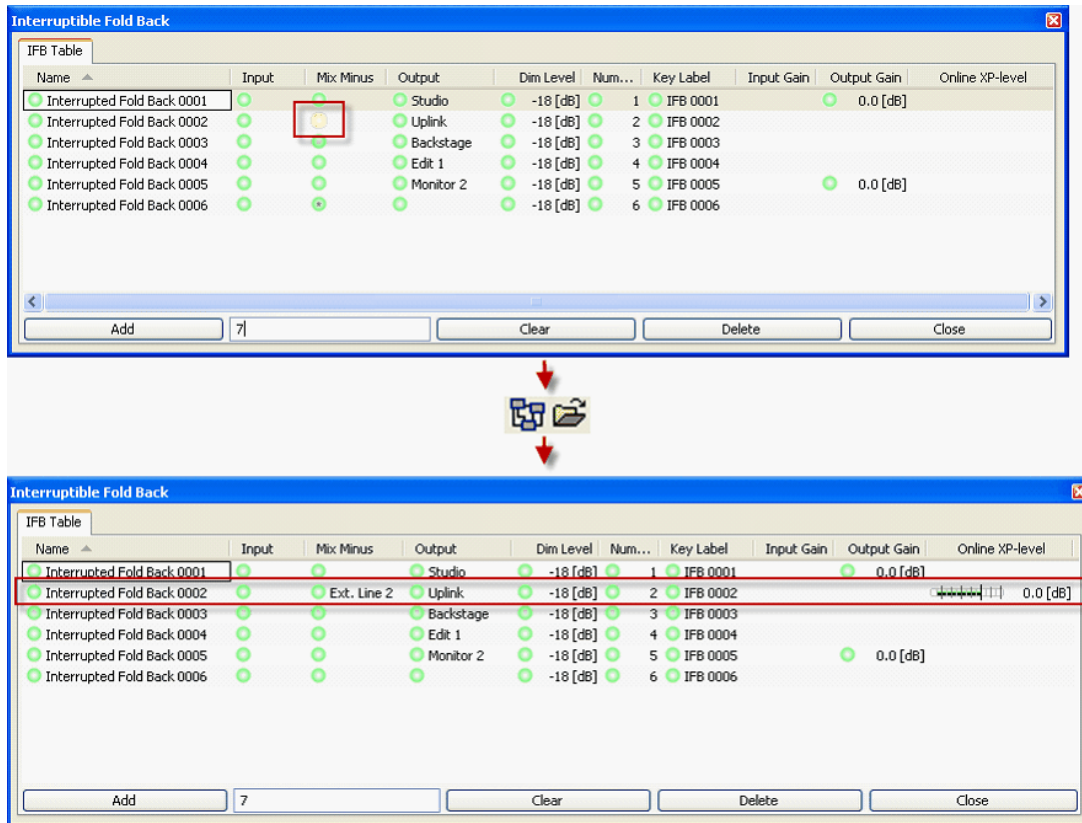 Interruptible Fold Back
IFB Table
Name Input Mix Minus Output Dim Level Num... Key Label Input Gain Output Gain Online XP-level
Interrupted Fold Back 0001 Studio -18 [dB] 1 IFB 0001 0.0 [dB]
Interrupted Fold Back 0002 Uplink -18 [dB] 2 IFB 0002
Interrupted Fold Back 0003 Backstage -18 [dB] 3 IFB 0003
Interrupted Fold Back 0004 Edit 1 -18 [dB] 4 IFB 0004
Interrupted Fold Back 0005 Monitor 2 -18 [dB] 5 IFB 0005 0.0 [dB]
Interrupted Fold Back 0006 -18 [dB] 6 IFB 0006
Add 7 Clear Delete Close
Interruptible Fold Back
IFB Table
Name Input Mix Minus Output Dim Level Num... Key Label Input Gain Output Gain Online XP-level
Interrupted Fold Back 0001 Studio -18 [dB] 1 IFB 0001 0.0 [dB]
Interrupted Fold Back 0002 Ext. Line 2 Uplink -18 [dB] 2 IFB 0002 0.0 [dB]
Interrupted Fold Back 0003 Backstage -18 [dB] 3 IFB 0003
Interrupted Fold Back 0004 Edit 1 -18 [dB] 4 IFB 0004
Interrupted Fold Back 0005 Monitor 2 -18 [dB] 5 IFB 0005 0.0 [dB]
Interrupted Fold Back 0006 -18 [dB] 6 IFB 0006
Add 7 Clear Delete Close